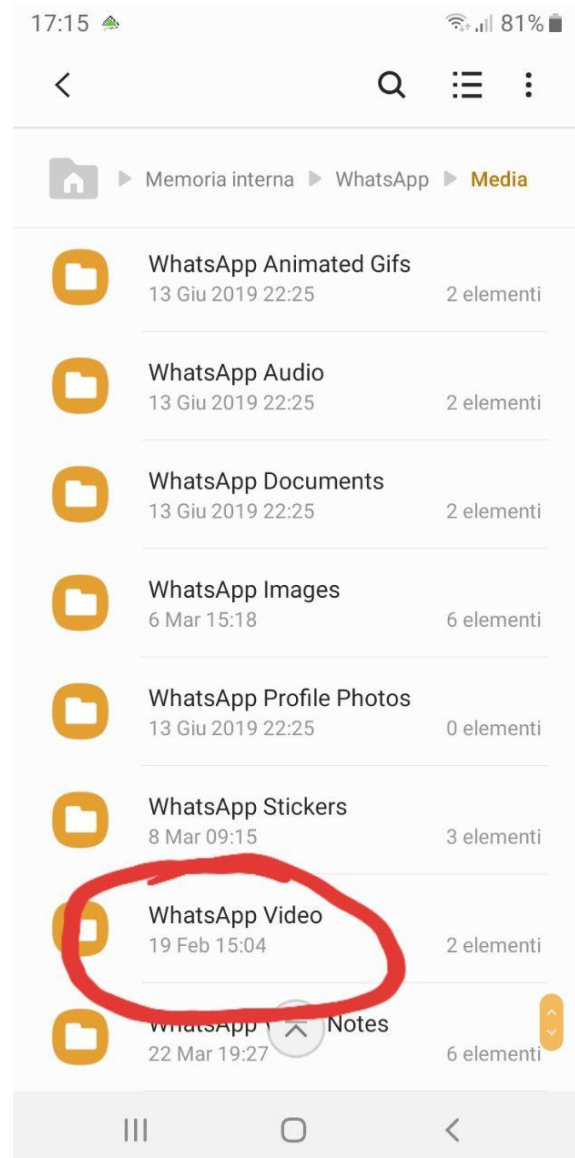 17:15 81%
Memoria interna WhatsApp Media
WhatsApp Animated Gifs
13 Giu 2019 22:25 2 elementi
WhatsApp Audio
13 Giu 2019 22:25 2 elementi
WhatsApp Documents
13 Giu 2019 22:25 2 elementi
WhatsApp Images
6 Mar 15:18 6 elementi
WhatsApp Profile Photos
13 Giu 2019 22:25 0 elementi
WhatsApp Stickers
8 Mar 09:15 3 elementi
WhatsApp Video
19 Feb 15:04 2 elementi
WhatsApp Notes
22 Mar 19:27 6 elementi